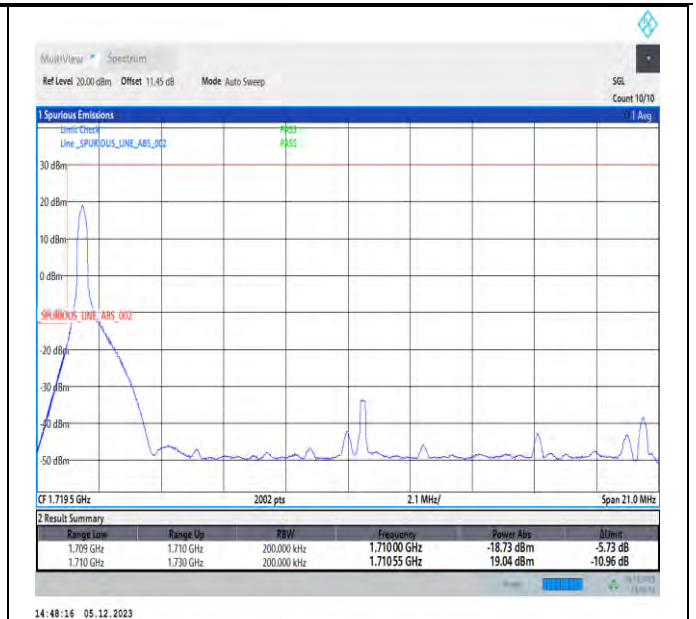 MultiView Spectrum
Ref Level 20.00 dBm Offset 11.45 dB Mode Auto Sweep SGL
Count 10/10
1 Spurious Emissions 1 Avg
Limit Check PASS
Line _SPURIOUS_LINE_ABS_002 PASS
30 dBm
20 dBm
10 dBm
0 dBm
SPURIOUS_LINE_ABS_002
-20 dBm
-30 dBm
-40 dBm
-50 dBm
CF 1.719 5 GHz 2002 pts 2.1 MHz/ Span 21.0 MHz
2 Result Summary
Range Low Range Up RBW Frequency Power Abs ΔLimit
1.709 GHz 1.710 GHz 200.000 kHz 1.71000 GHz -18.73 dBm -5.73 dB
1.710 GHz 1.730 GHz 200.000 kHz 1.71055 GHz 19.04 dBm -10.96 dB
14:48:16 05.12.2023